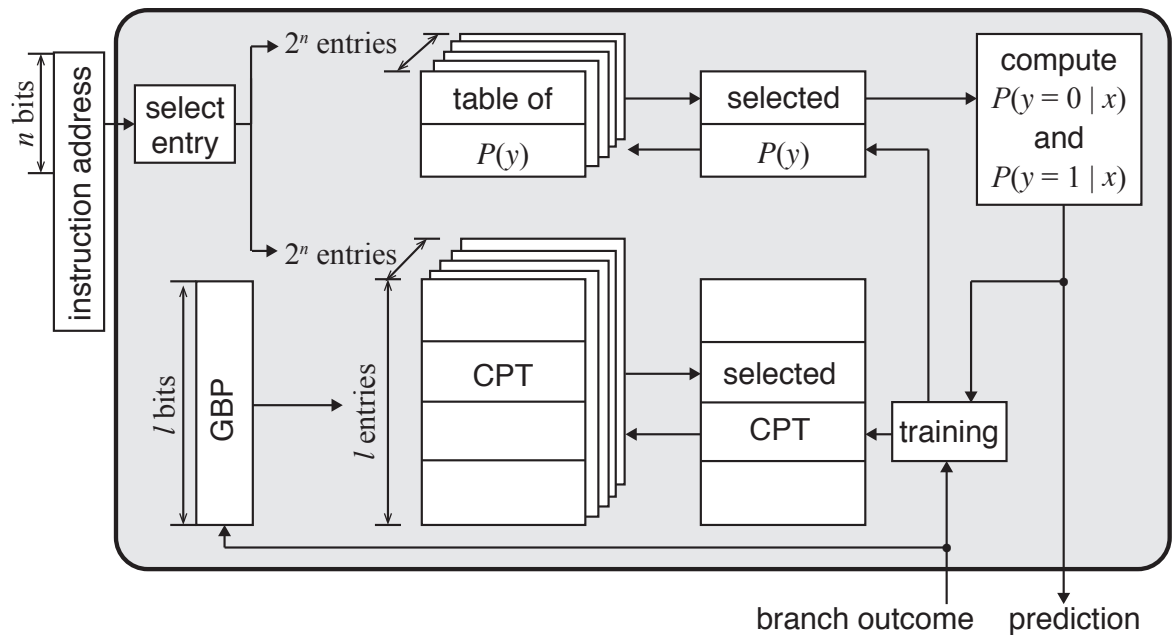 n bits
instruction address
select
entry
2ⁿ entries
table of
P(y)
selected
P(y)
compute
P(y = 0 | x)
and
P(y = 1 | x)
2ⁿ entries
l bits
GBP
l entries
CPT
selected
CPT
training
branch outcome
prediction